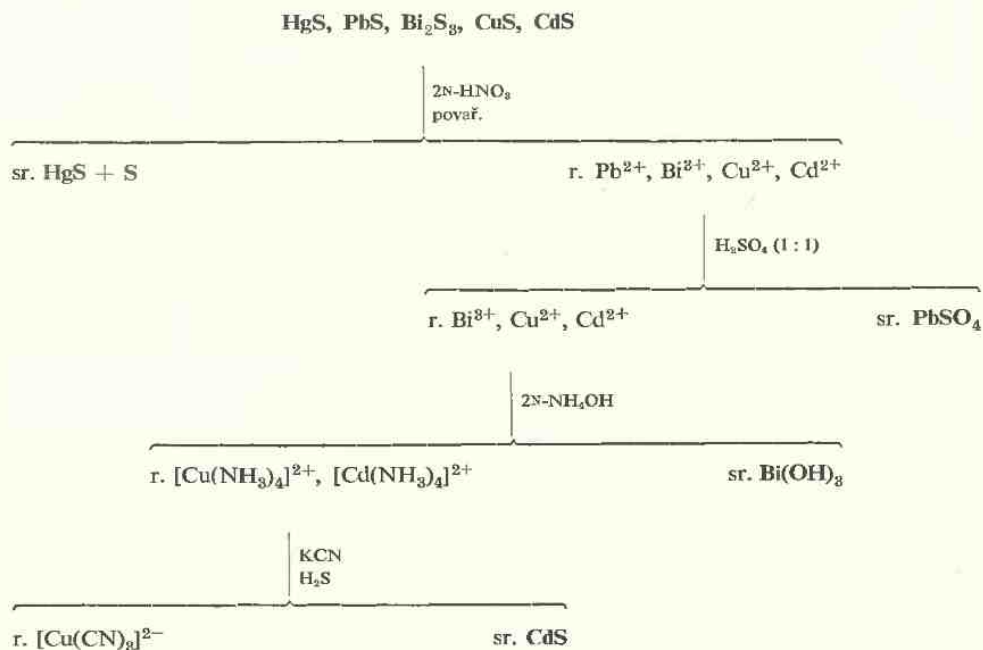 HgS, PbS, Bi₂S₃, CuS, CdS
2N-HNO₃
povař.
sr. HgS + S
r. Pb²⁺, Bi³⁺, Cu²⁺, Cd²⁺
H₂SO₄ (1 : 1)
r. Bi³⁺, Cu²⁺, Cd²⁺
sr. PbSO₄
2N-NH₄OH
r. [Cu(NH₃)₄]²⁺, [Cd(NH₃)₄]²⁺
sr. Bi(OH)₃
KCN
H₂S
r. [Cu(CN)₃]²⁻
sr. CdS